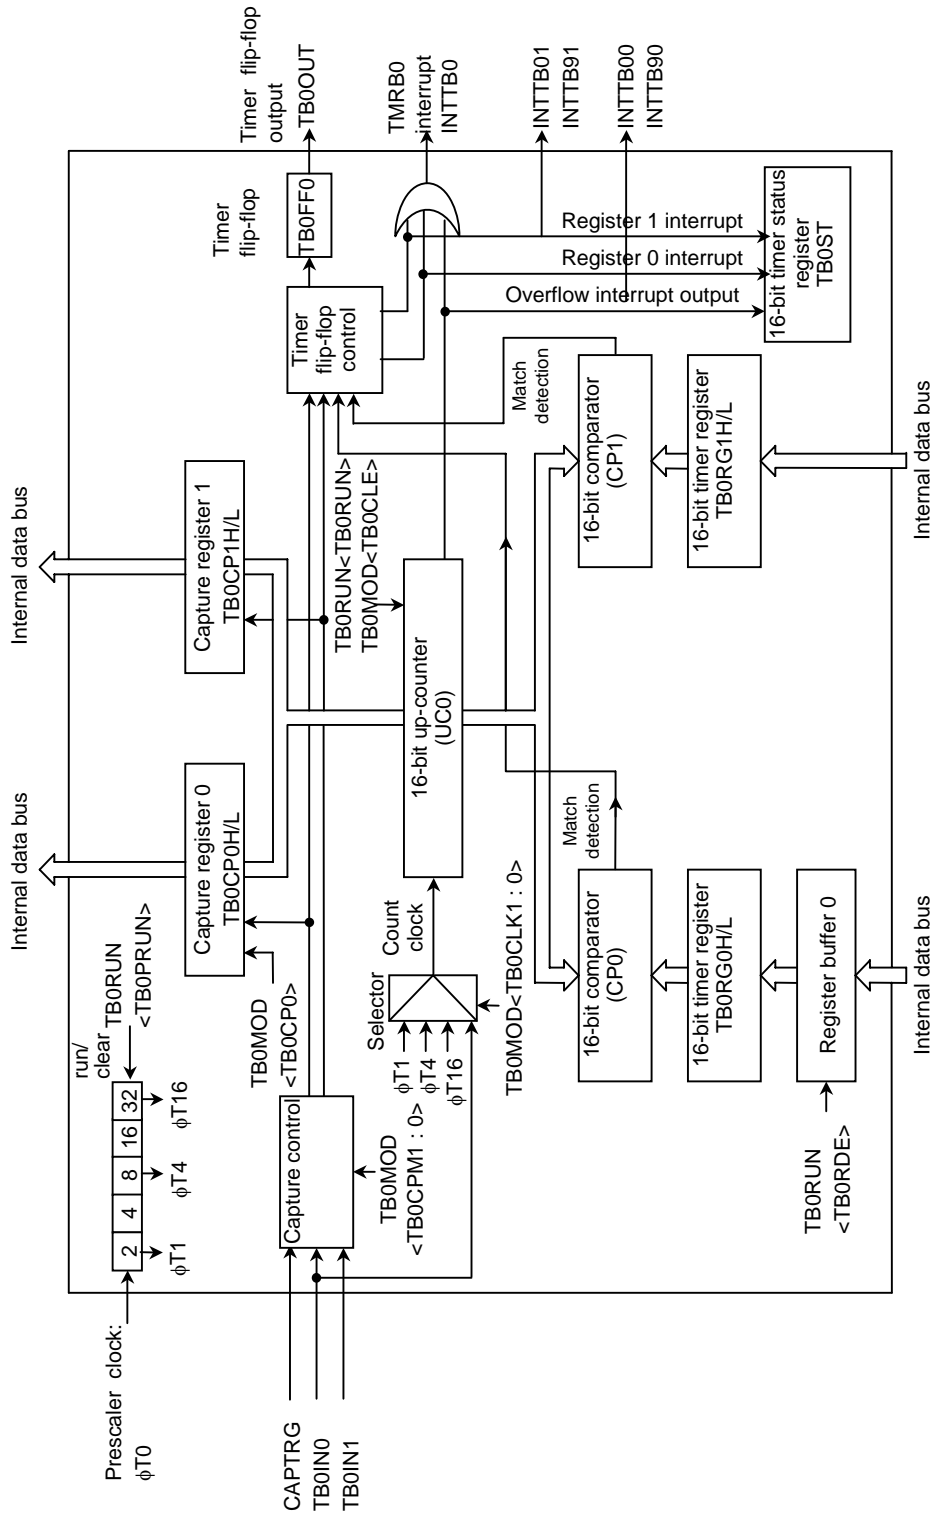 Prescaler clock:
φT0
2
4
8
16
32
φT1
φT4
φT16
run/
clear
TB0RUN
<TB0PRUN>
Internal data bus
Internal data bus
Capture register 0
TB0CP0H/L
Capture register 1
TB0CP1H/L
TB0MOD
<TB0CP0>
CAPTRG
TB0IN0
TB0IN1
Capture control
TB0MOD
<TB0CPM1 : 0>
Selector
φT1
φT4
φT16
TB0MOD<TB0CLK1 : 0>
Count
clock
16-bit up-counter
(UC0)
TB0RUN<TB0RUN>
TB0MOD<TB0CLE>
Timer
flip-flop
control
Timer
flip-flop
TB0FF0
Timer flip-flop
output
TB0OUT
TMRB0
interrupt
INTTB0
INTTB01
INTTB91
INTTB00
INTTB90
Register 1 interrupt
Register 0 interrupt
Overflow interrupt output
16-bit timer status
register
TB0ST
Match
detection
Match
detection
16-bit comparator
(CP0)
16-bit comparator
(CP1)
16-bit timer register
TB0RG0H/L
16-bit timer register
TB0RG1H/L
Register buffer 0
TB0RUN
<TB0RDE>
Internal data bus
Internal data bus